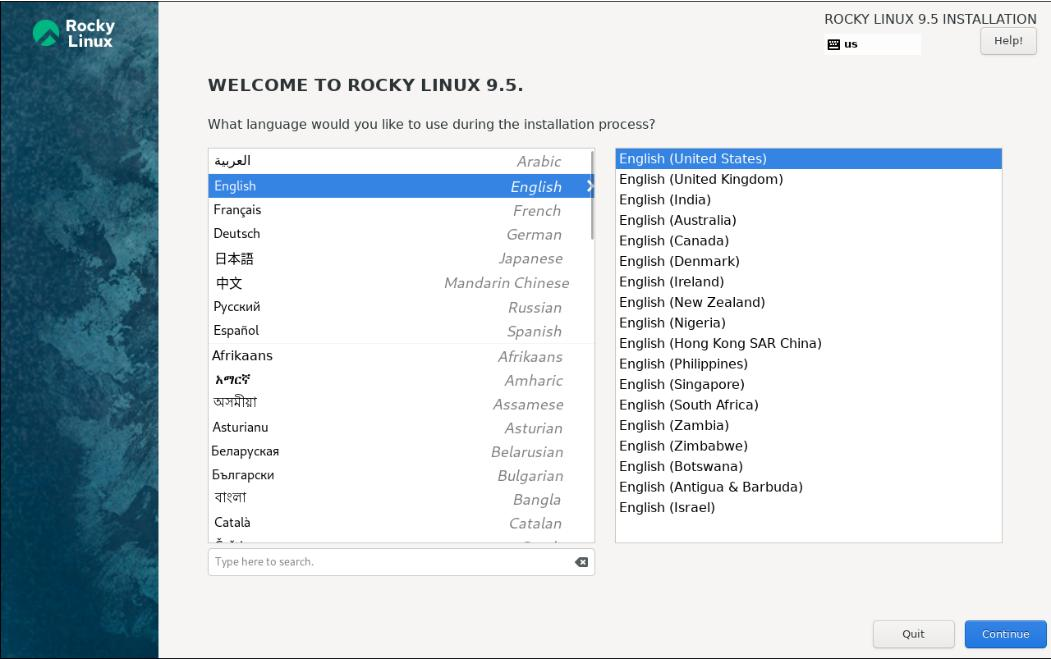 Rocky
Linux
ROCKY LINUX 9.5 INSTALLATION
us
Help!
WELCOME TO ROCKY LINUX 9.5.
What language would you like to use during the installation process?
العربية Arabic
English English
Français French
Deutsch German
日本語 Japanese
中文 Mandarin Chinese
Русский Russian
Español Spanish
Afrikaans Afrikaans
አማርኛ Amharic
অসমীয়া Assamese
Asturianu Asturian
Беларуская Belarusian
Български Bulgarian
বাংলা Bangla
Català Catalan
Type here to search.
English (United States)
English (United Kingdom)
English (India)
English (Australia)
English (Canada)
English (Denmark)
English (Ireland)
English (New Zealand)
English (Nigeria)
English (Hong Kong SAR China)
English (Philippines)
English (Singapore)
English (South Africa)
English (Zambia)
English (Zimbabwe)
English (Botswana)
English (Antigua & Barbuda)
English (Israel)
Quit
Continue